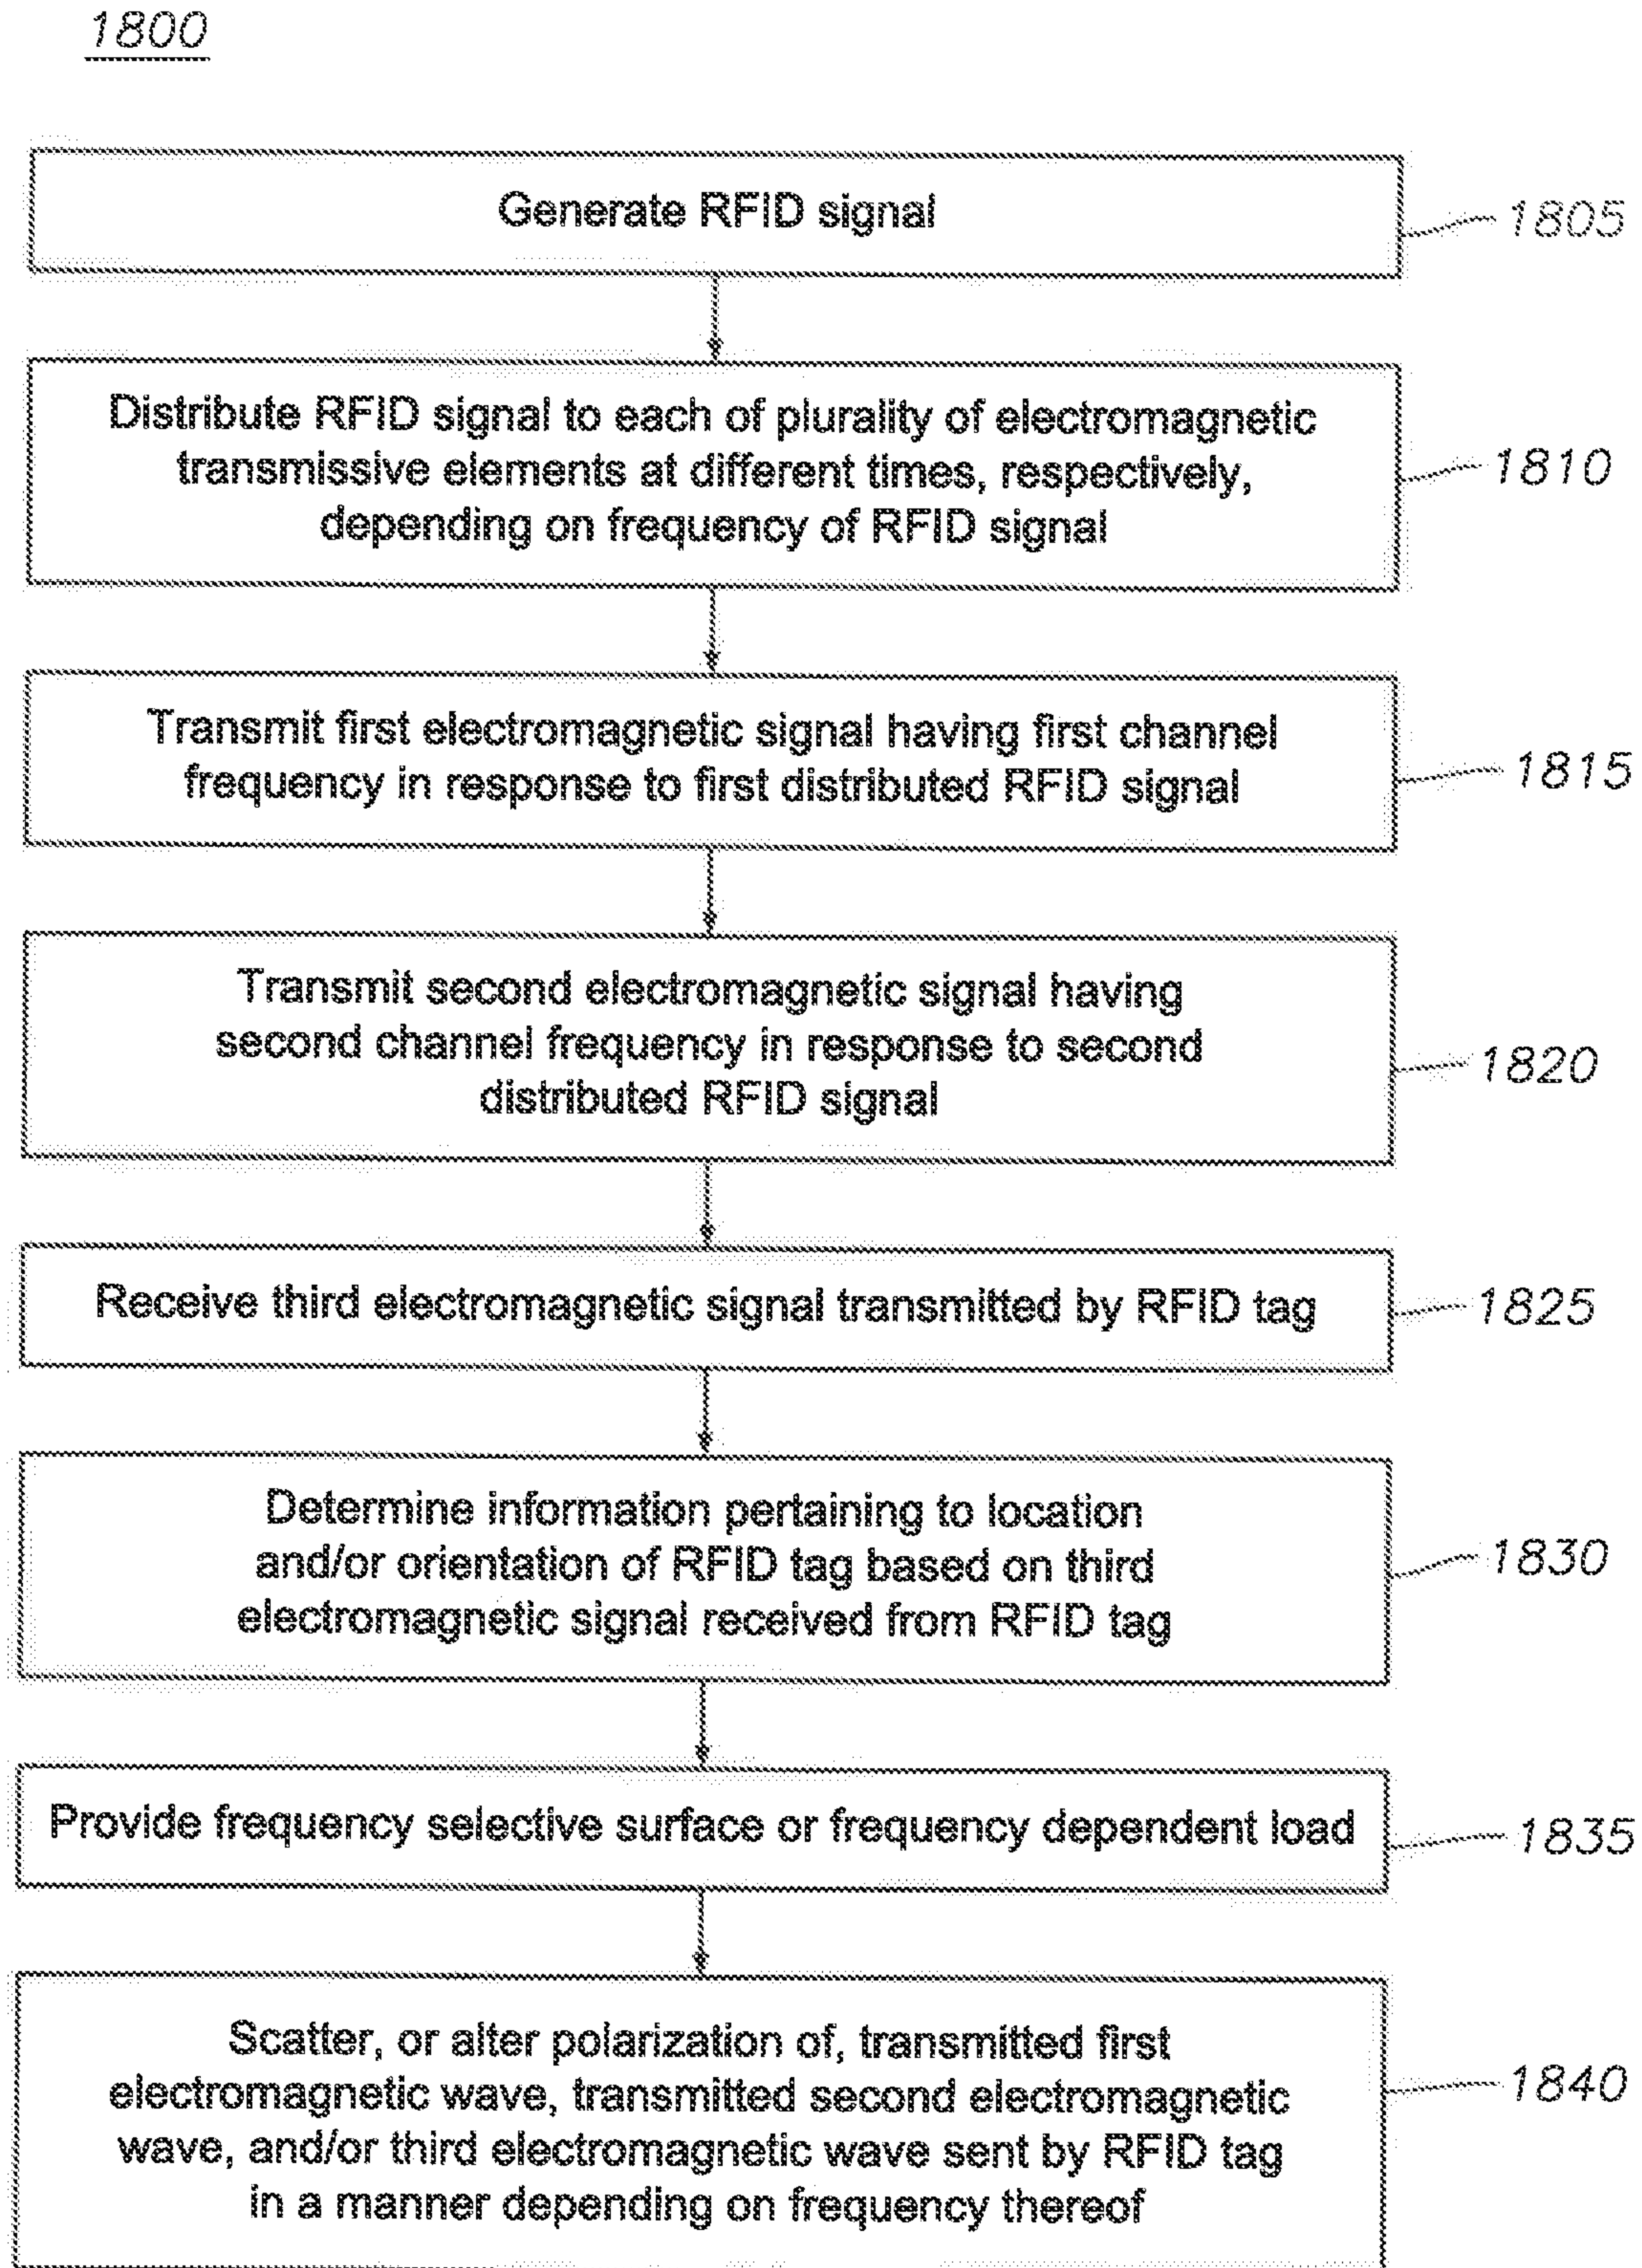 1800
Generate RFID signal
1805
Distribute RFID signal to each of plurality of electromagnetic
transmissive elements at different times, respectively,
depending on frequency of RFID signal
1810
Transmit first electromagnetic signal having first channel
frequency in response to first distributed RFID signal
1815
Transmit second electromagnetic signal having
second channel frequency in response to second
distributed RFID signal
1820
Receive third electromagnetic signal transmitted by RFID tag
1825
Determine information pertaining to location
and/or orientation of RFID tag based on third
electromagnetic signal received from RFID tag
1830
Provide frequency selective surface or frequency dependent load
1835
Scatter, or alter polarization of, transmitted first
electromagnetic wave, transmitted second electromagnetic
wave, and/or third electromagnetic wave sent by RFID tag
in a manner depending on frequency thereof
1840